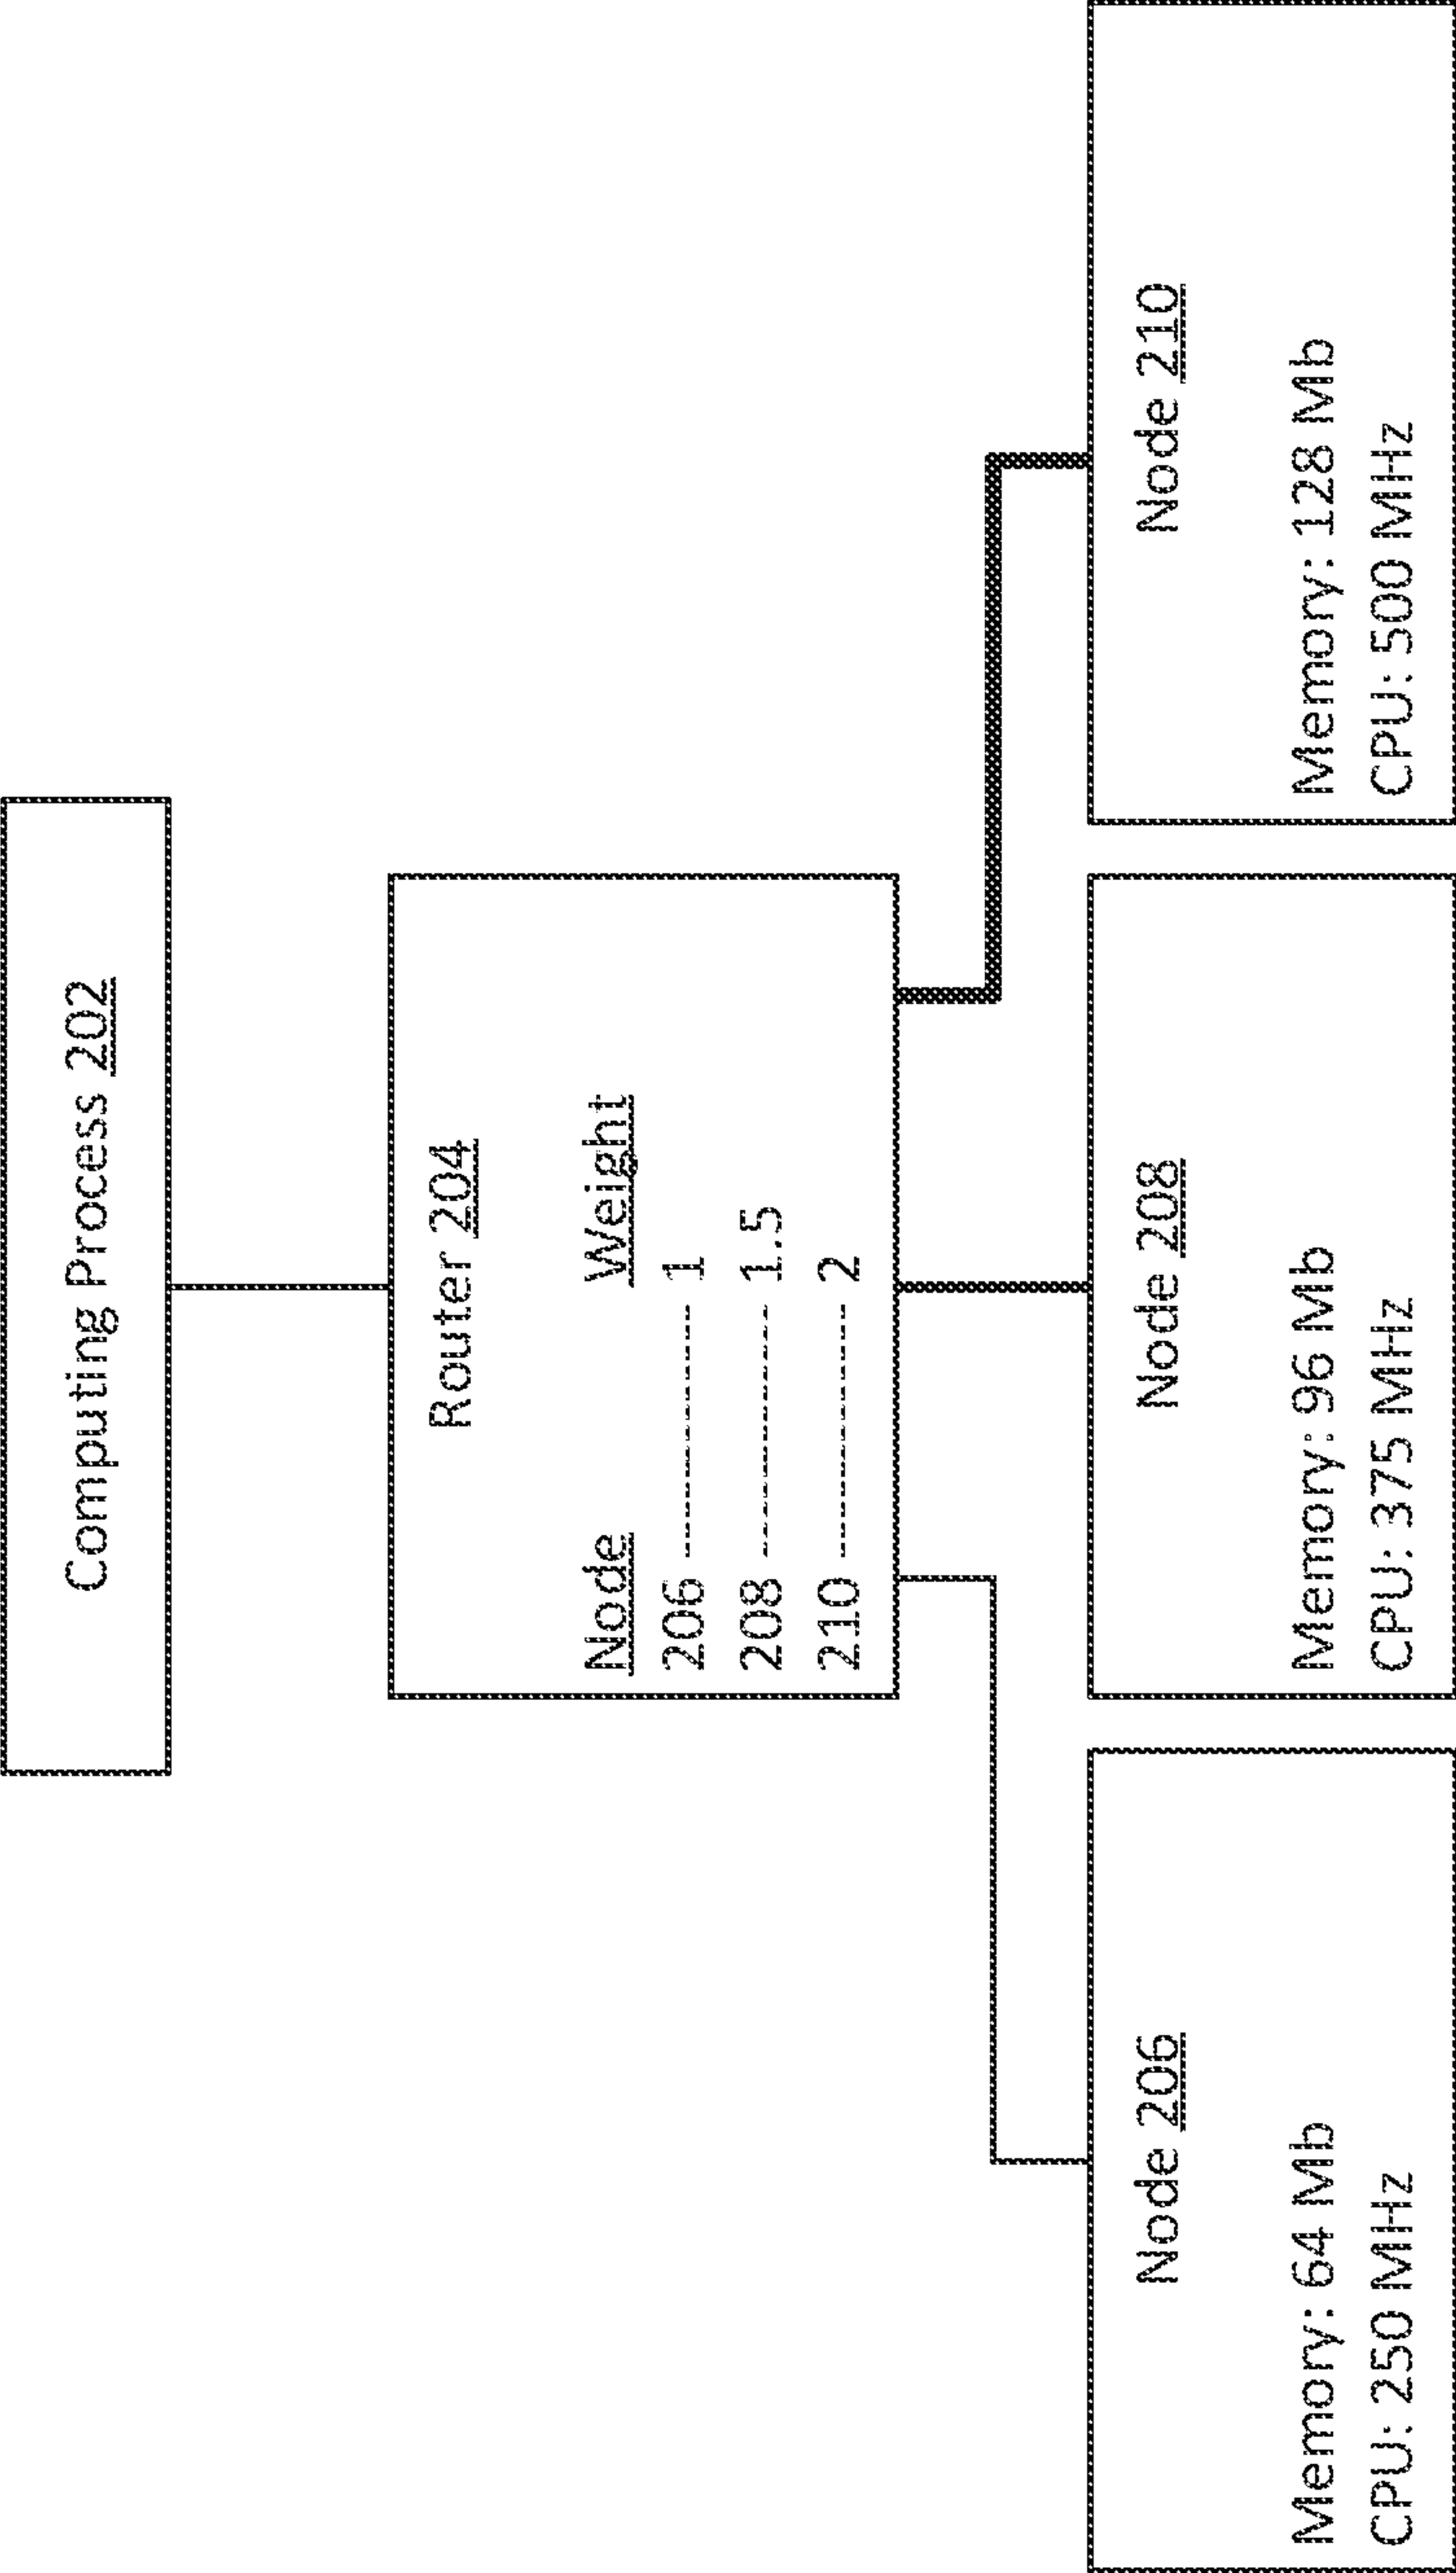 Computing Process 202
Router 204
Node Weight
206 ----------- 1
208 ----------- 1.5
210 ----------- 2
Node 206
Memory: 64 Mb
CPU: 250 MHz
Node 208
Memory: 96 Mb
CPU: 375 MHz
Node 210
Memory: 128 Mb
CPU: 500 MHz